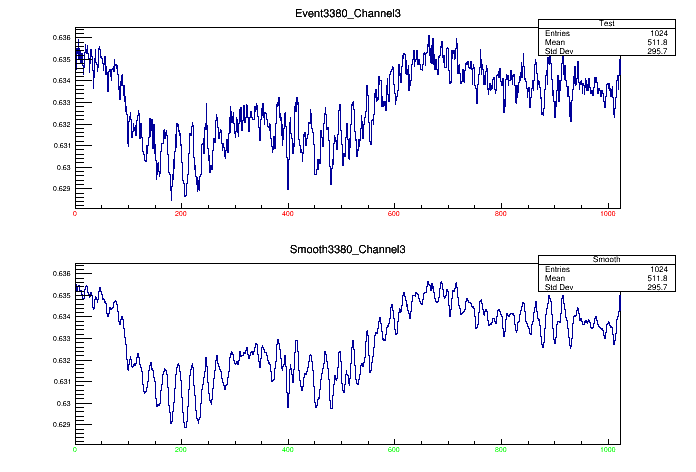 Event3380_Channel3
Test
Entries 1024
Mean 511.8
Std Dev 295.7
0.636
0.635
0.634
0.633
0.632
0.631
0.63
0.629
0 200 400 600 800 1000
Smooth3380_Channel3
Smooth
Entries 1024
Mean 511.8
Std Dev 295.7
0.636
0.635
0.634
0.633
0.632
0.631
0.63
0.629
0 200 400 600 800 1000